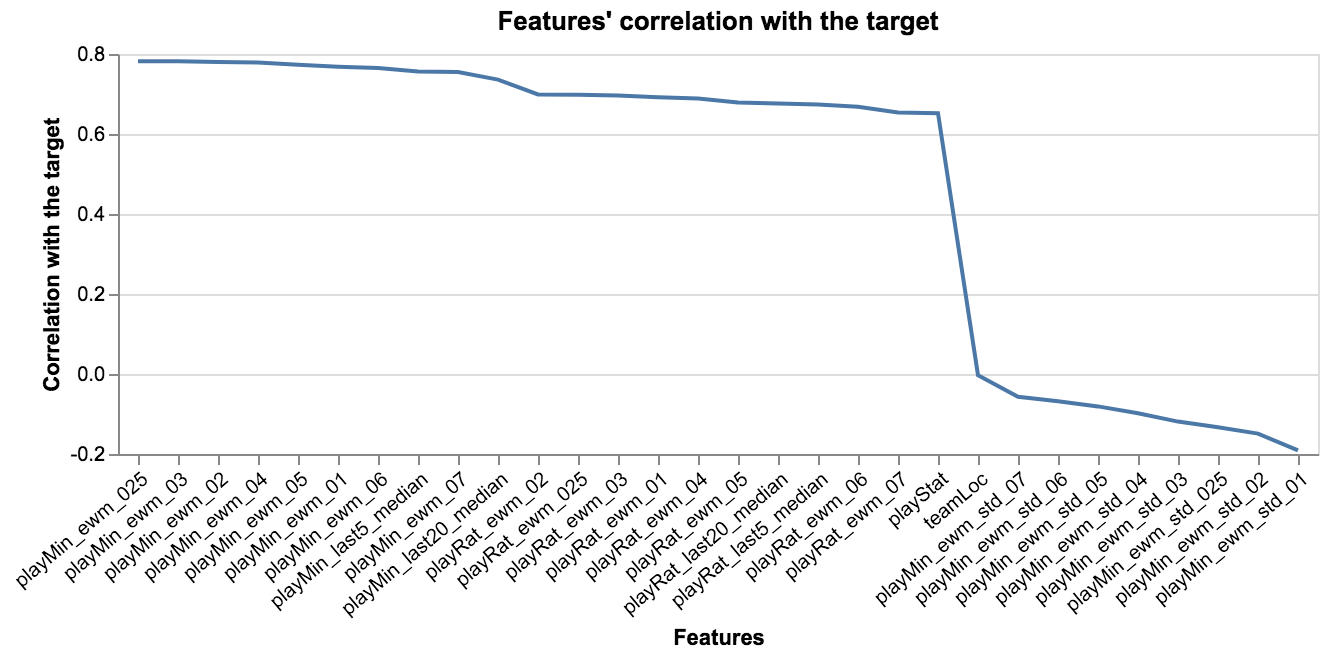 Features' correlation with the target
Correlation with the target
0.8
0.6
0.4
0.2
0.0
-0.2
playMin_ewm_025
playMin_ewm_03
playMin_ewm_02
playMin_ewm_04
playMin_ewm_05
playMin_ewm_01
playMin_ewm_06
playMin_last5_median
playMin_ewm_07
playMin_last20_median
playRat_ewm_02
playRat_ewm_025
playRat_ewm_03
playRat_ewm_01
playRat_ewm_04
playRat_ewm_05
playRat_last20_median
playRat_last5_median
playRat_ewm_06
playRat_ewm_07
playStat
teamLoc
playMin_ewm_std_07
playMin_ewm_std_06
playMin_ewm_std_05
playMin_ewm_std_04
playMin_ewm_std_03
playMin_ewm_std_025
playMin_ewm_std_02
playMin_ewm_std_01
Features